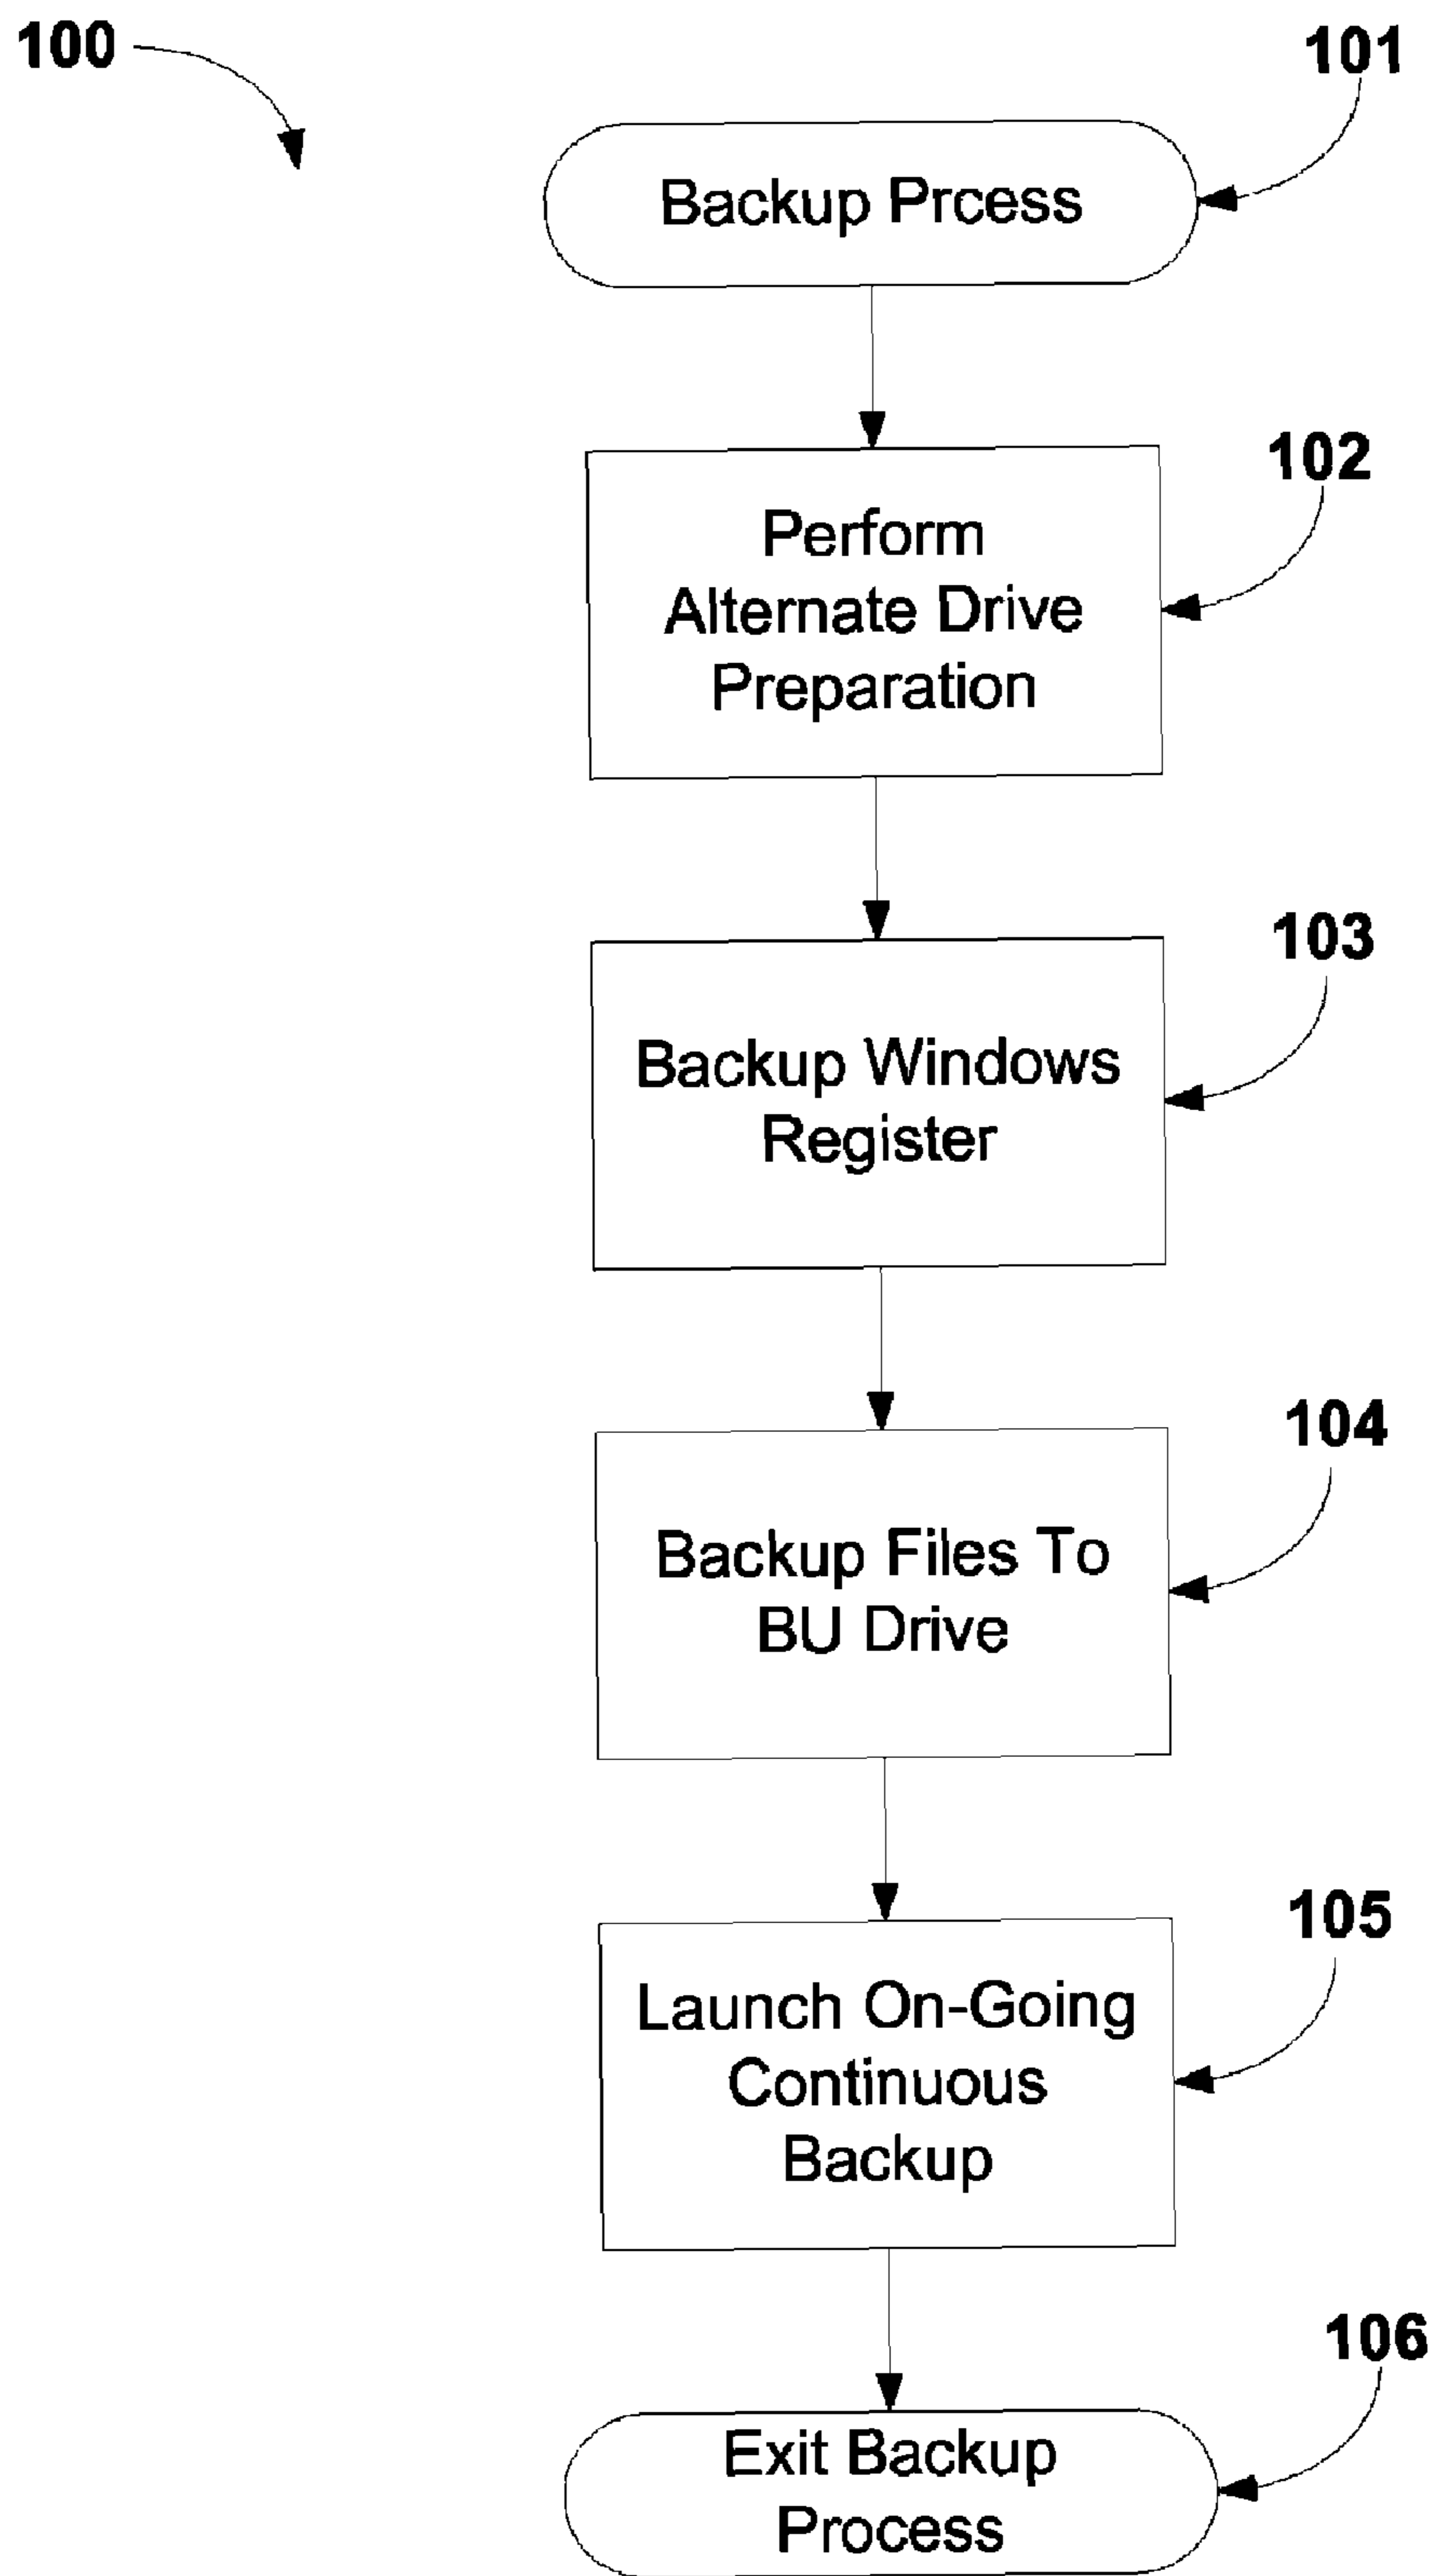 100
101
Backup Prcess
102
Perform
Alternate Drive
Preparation
103
Backup Windows
Register
104
Backup Files To
BU Drive
105
Launch On-Going
Continuous
Backup
106
Exit Backup
Process